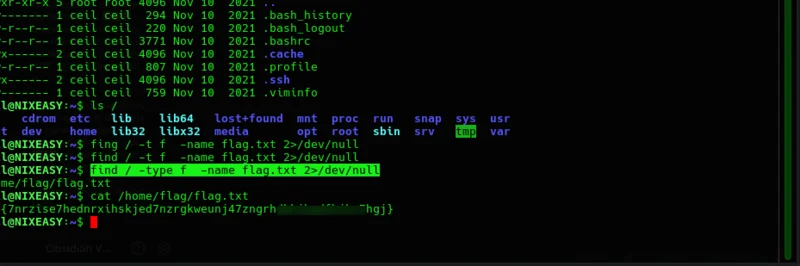 xr-xr-x 5 root root 4096 Nov 10 2021 ..
r------- 1 ceil ceil 294 Nov 10 2021 .bash_history
r--r--r-- 1 ceil ceil 220 Nov 10 2021 .bash_logout
-r--r-- 1 ceil ceil 3771 Nov 10 2021 .bashrc
x------ 2 ceil ceil 4096 Nov 10 2021 .cache
-r--r-- 1 ceil ceil 807 Nov 10 2021 .profile
x------ 2 ceil ceil 4096 Nov 10 2021 .ssh
------- 1 ceil ceil 759 Nov 10 2021 .viminfo
l@NIXEASY:~$ ls /
cdrom etc lib lib64 lost+found mnt proc run snap sys usr
t dev home lib32 libx32 media opt root sbin srv tmp var
l@NIXEASY:~$ fing / -t f -name flag.txt 2>/dev/null
l@NIXEASY:~$ find / -t f -name flag.txt 2>/dev/null
l@NIXEASY:~$ find / -type f -name flag.txt 2>/dev/null
me/flag/flag.txt
l@NIXEASY:~$ cat /home/flag/flag.txt
{7nrzise7hednrxihskjed7nzrgkweunj47zngrh hgj}
l@NIXEASY:~$
Obsidian V...